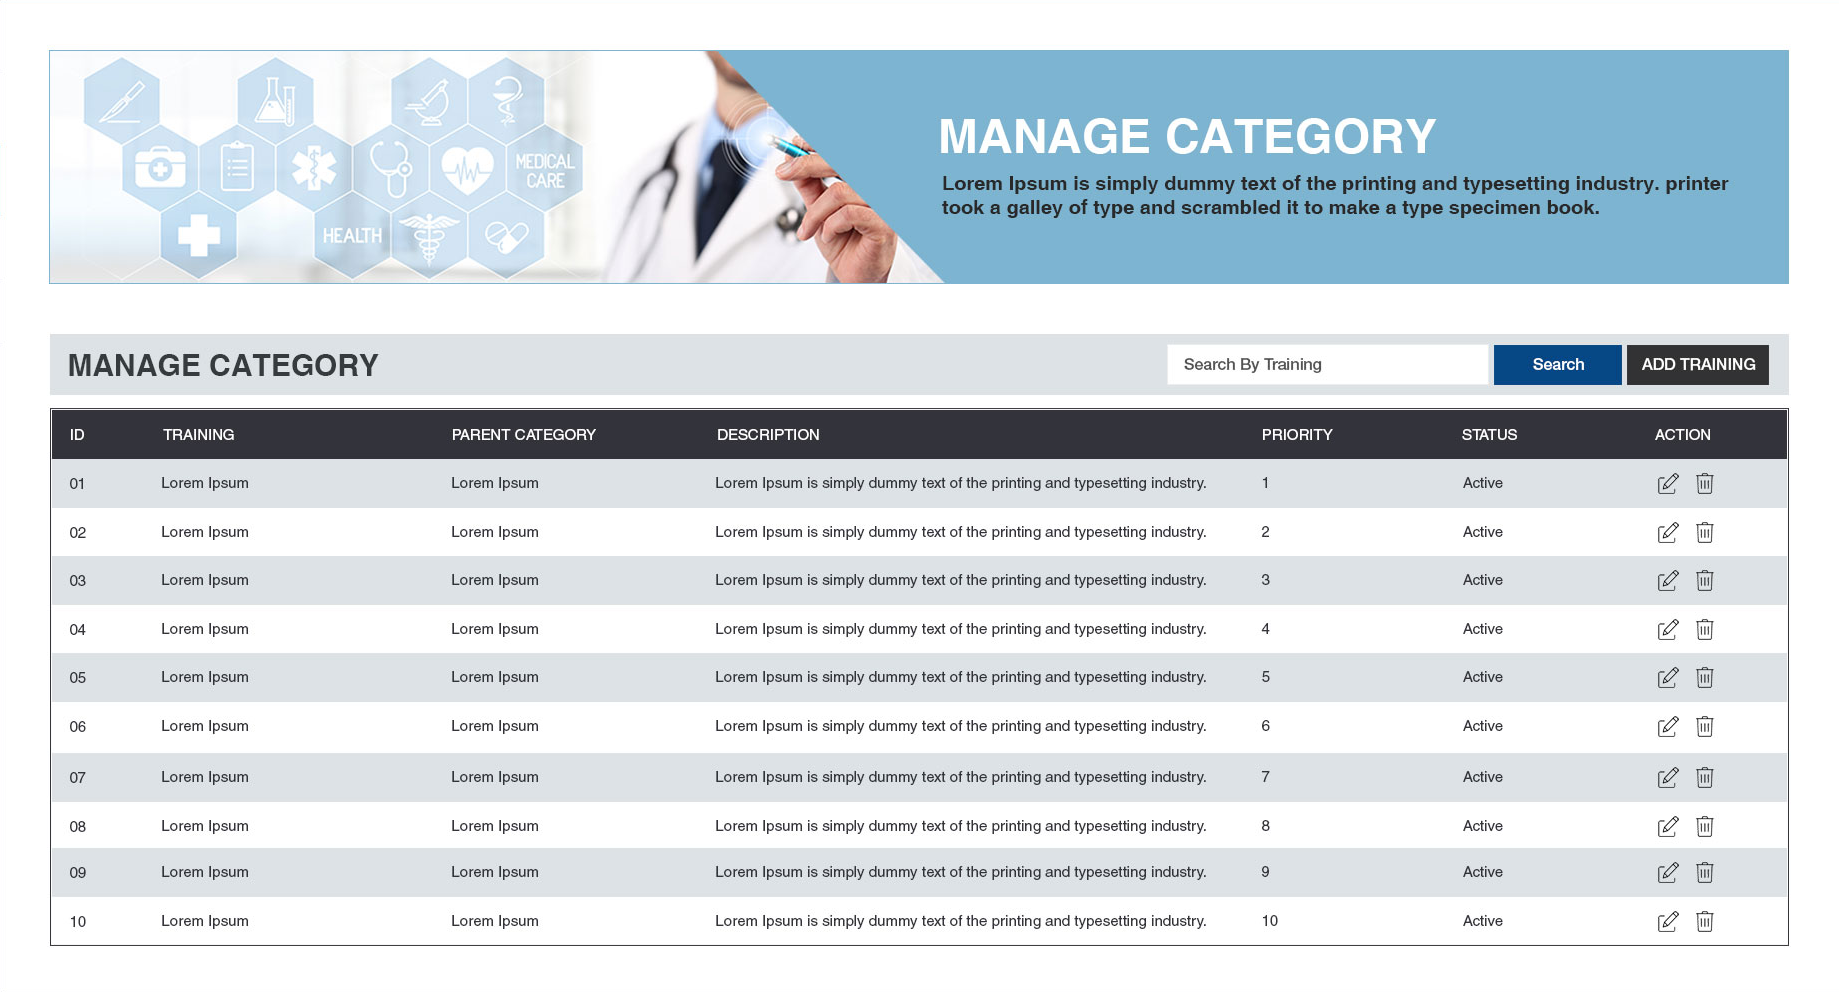 MEDICAL
CARE
HEALTH
MANAGE CATEGORY
Lorem Ipsum is simply dummy text of the printing and typesetting industry. printer
took a galley of type and scrambled it to make a type specimen book.
MANAGE CATEGORY Search By Training Search ADD TRAINING
ID TRAINING PARENT CATEGORY DESCRIPTION PRIORITY STATUS ACTION
01 Lorem Ipsum Lorem Ipsum Lorem Ipsum is simply dummy text of the printing and typesetting industry. 1 Active
02 Lorem Ipsum Lorem Ipsum Lorem Ipsum is simply dummy text of the printing and typesetting industry. 2 Active
03 Lorem Ipsum Lorem Ipsum Lorem Ipsum is simply dummy text of the printing and typesetting industry. 3 Active
04 Lorem Ipsum Lorem Ipsum Lorem Ipsum is simply dummy text of the printing and typesetting industry. 4 Active
05 Lorem Ipsum Lorem Ipsum Lorem Ipsum is simply dummy text of the printing and typesetting industry. 5 Active
06 Lorem Ipsum Lorem Ipsum Lorem Ipsum is simply dummy text of the printing and typesetting industry. 6 Active
07 Lorem Ipsum Lorem Ipsum Lorem Ipsum is simply dummy text of the printing and typesetting industry. 7 Active
08 Lorem Ipsum Lorem Ipsum Lorem Ipsum is simply dummy text of the printing and typesetting industry. 8 Active
09 Lorem Ipsum Lorem Ipsum Lorem Ipsum is simply dummy text of the printing and typesetting industry. 9 Active
10 Lorem Ipsum Lorem Ipsum Lorem Ipsum is simply dummy text of the printing and typesetting industry. 10 Active